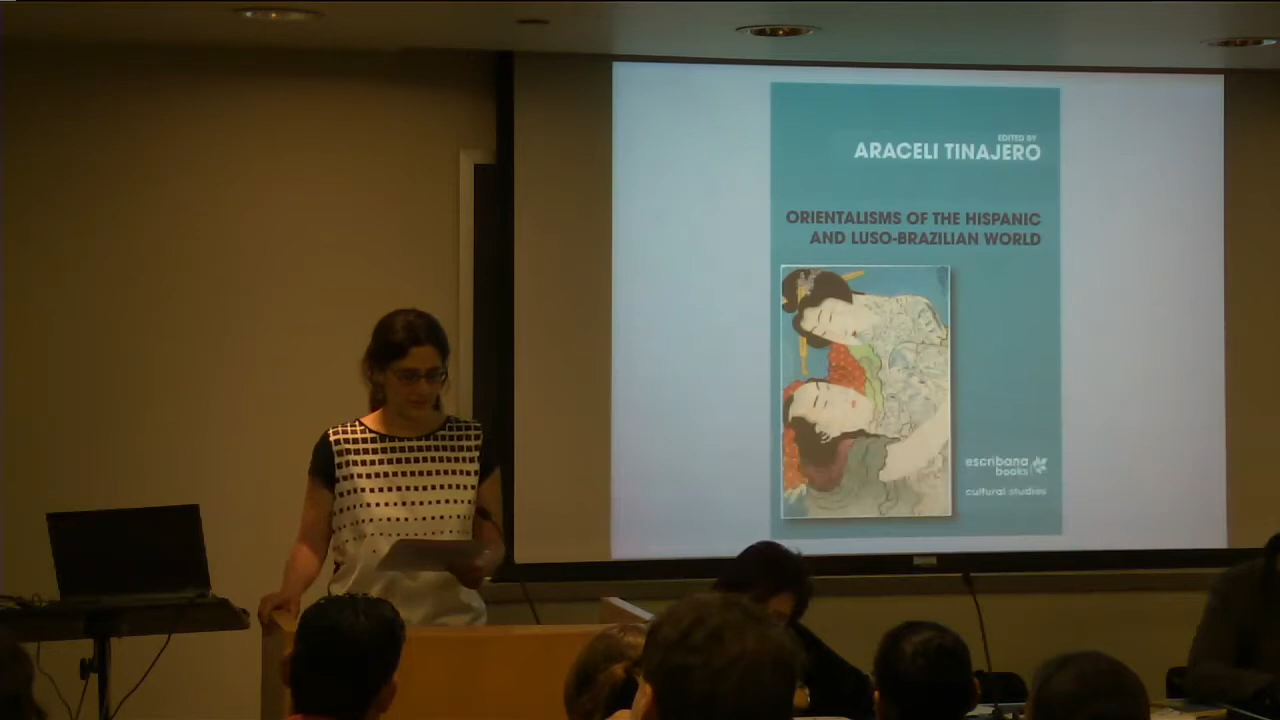 EDITED BY
ARACELI TINAJERO
ORIENTALISMS OF THE HISPANIC
AND LUSO-BRAZILIAN WORLD
escribana
books
cultural studies